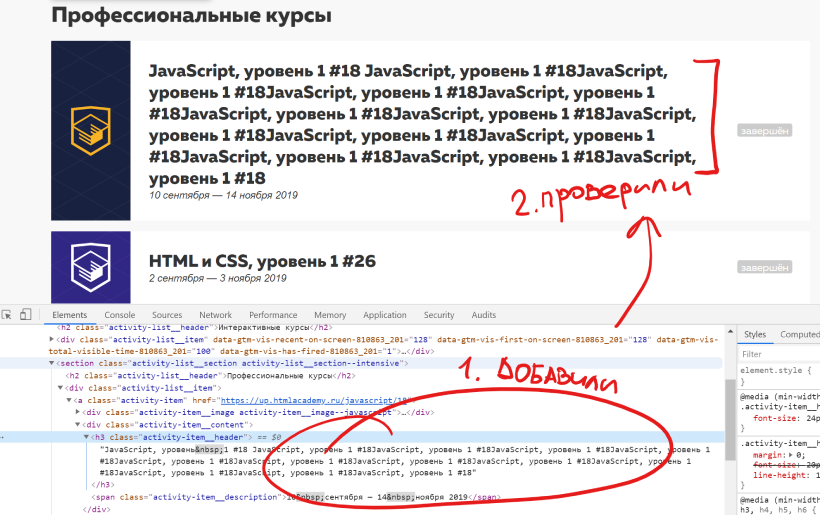 Профессиональные курсы
JavaScript, уровень 1 #18 JavaScript, уровень 1 #18JavaScript,
уровень 1 #18JavaScript, уровень 1 #18JavaScript, уровень 1
#18JavaScript, уровень 1 #18JavaScript, уровень 1 #18JavaScript,
уровень 1 #18JavaScript, уровень 1 #18JavaScript, уровень 1
#18JavaScript, уровень 1 #18JavaScript, уровень 1 #18JavaScript,
уровень 1 #18
10 сентября — 14 ноября 2019
завершён
2. проверили
HTML и CSS, уровень 1 #26
2 сентября — 3 ноября 2019
завершён
Elements Console Sources Network Performance Memory Application Security Audits
Styles Computed
<h2 class="activity-list__header">Интерактивные курсы</h2>
<div class="activity-list__item" data-gtm-vis-recent-on-screen-810863_201="128" data-gtm-vis-first-on-screen-810863_201="128" data-gtm-vis-
total-visible-time-810863_201="100" data-gtm-vis-has-fired-810863_201="1">…</div>
<section class="activity-list__section activity-list__section--intensive">
1. ДОБАВИЛИ
<h2 class="activity-list__header">Профессиональные курсы</h2>
<div class="activity-list__item">
<a class="activity-item" href="https://up.htmlacademy.ru/javascript/18"
<div class="activity-item__image activity-item__image--javascript">…</div>
<div class="activity-item__content">
<h3 class="activity-item__header"> == $0
"JavaScript, уровень&nbsp;1 #18 JavaScript, уровень 1 #18JavaScript, уровень 1 #18JavaScript, уровень 1 #18JavaScript, уровень 1
#18JavaScript, уровень 1 #18JavaScript, уровень 1 #18JavaScript, уровень 1 #18JavaScript, уровень 1 #18JavaScript, уровень 1
#18JavaScript, уровень 1 #18JavaScript, уровень 1 #18JavaScript, уровень 1 #18"
</h3>
<span class="activity-item__description">10&nbsp;сентября — 14&nbsp;ноября 2019</span>
</div>
Filter
element.style {
}
@media (min-width
.activity-item__h
font-size: 24p
}
.activity-item__h
margin: 0;
font-size: 20p
line-height: 1
}
@media (min-width
h3, h4, h5, h6 {